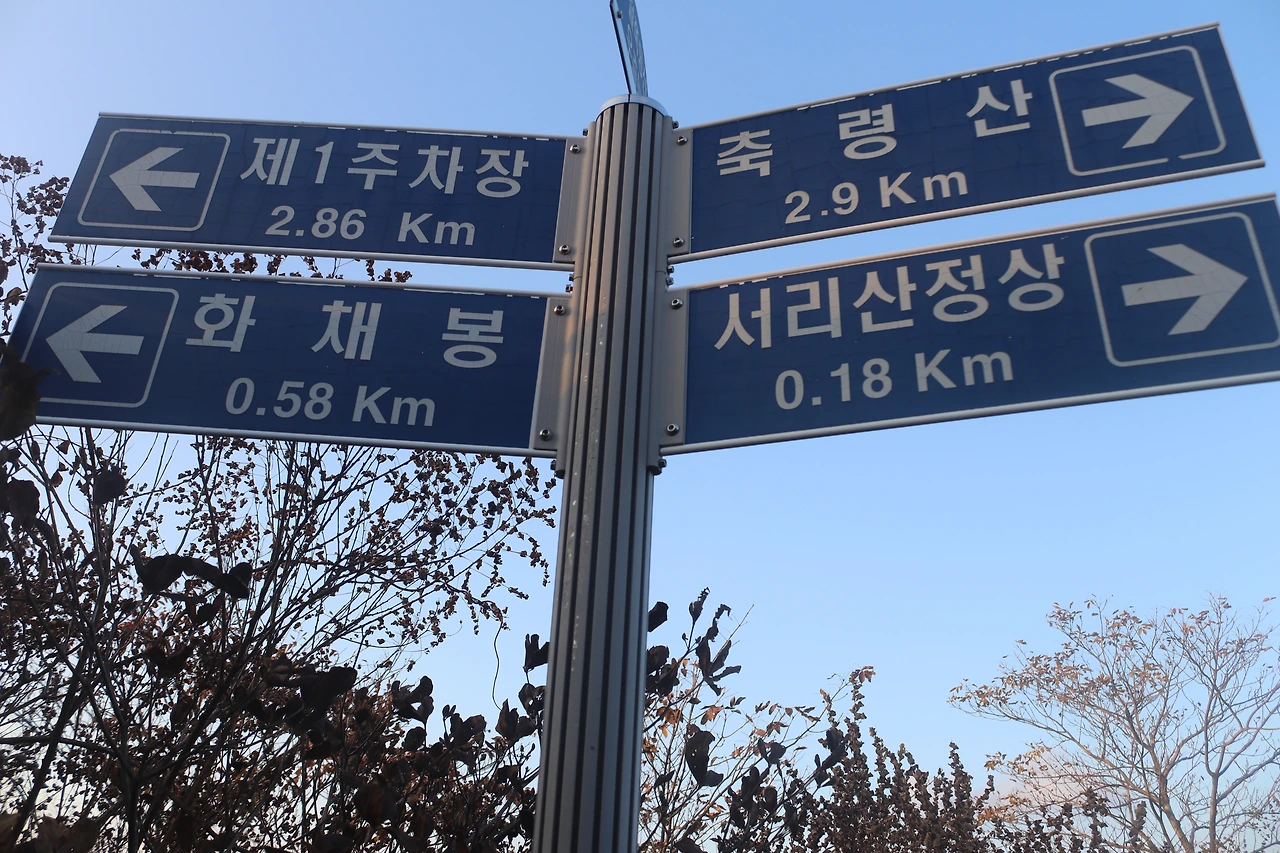 제1주차장
2.86 Km
화채봉
0.58 Km
축령산
2.9 Km
서리산정상
0.18 Km